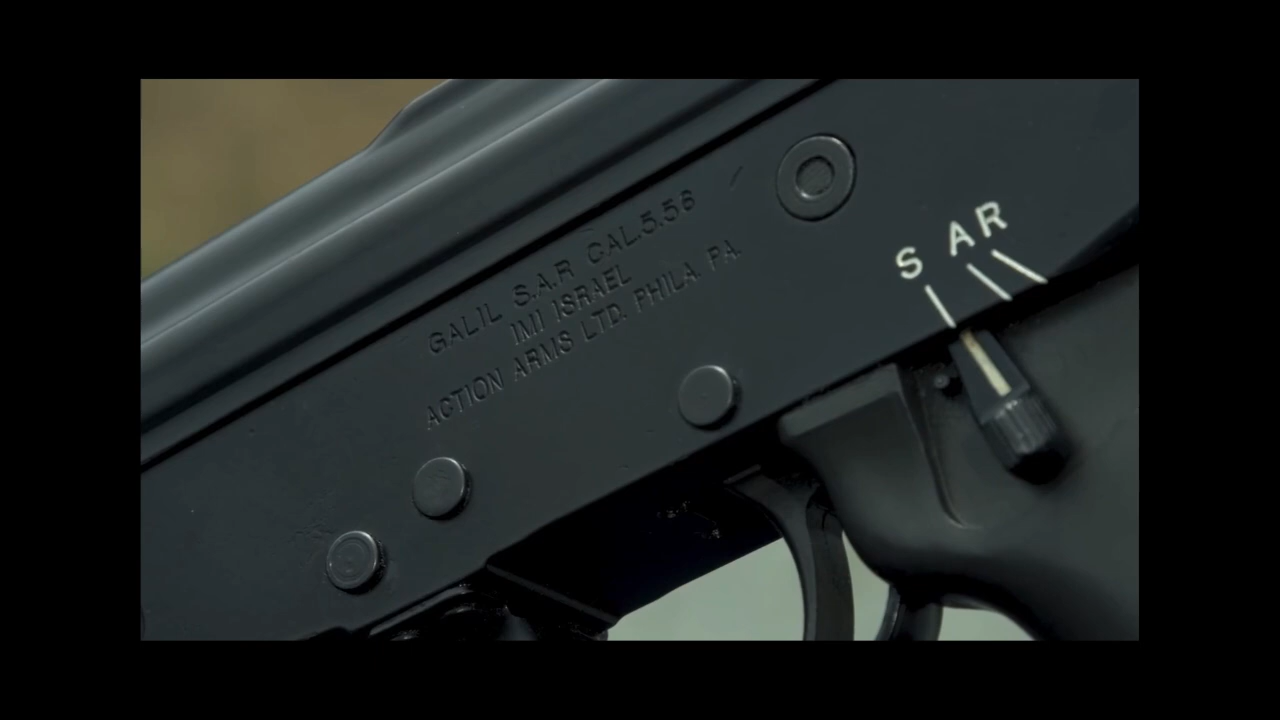 GALIL S.A.R CAL.5.56
IMI ISRAEL
ACTION ARMS LTD. PHILA. PA.
S A R